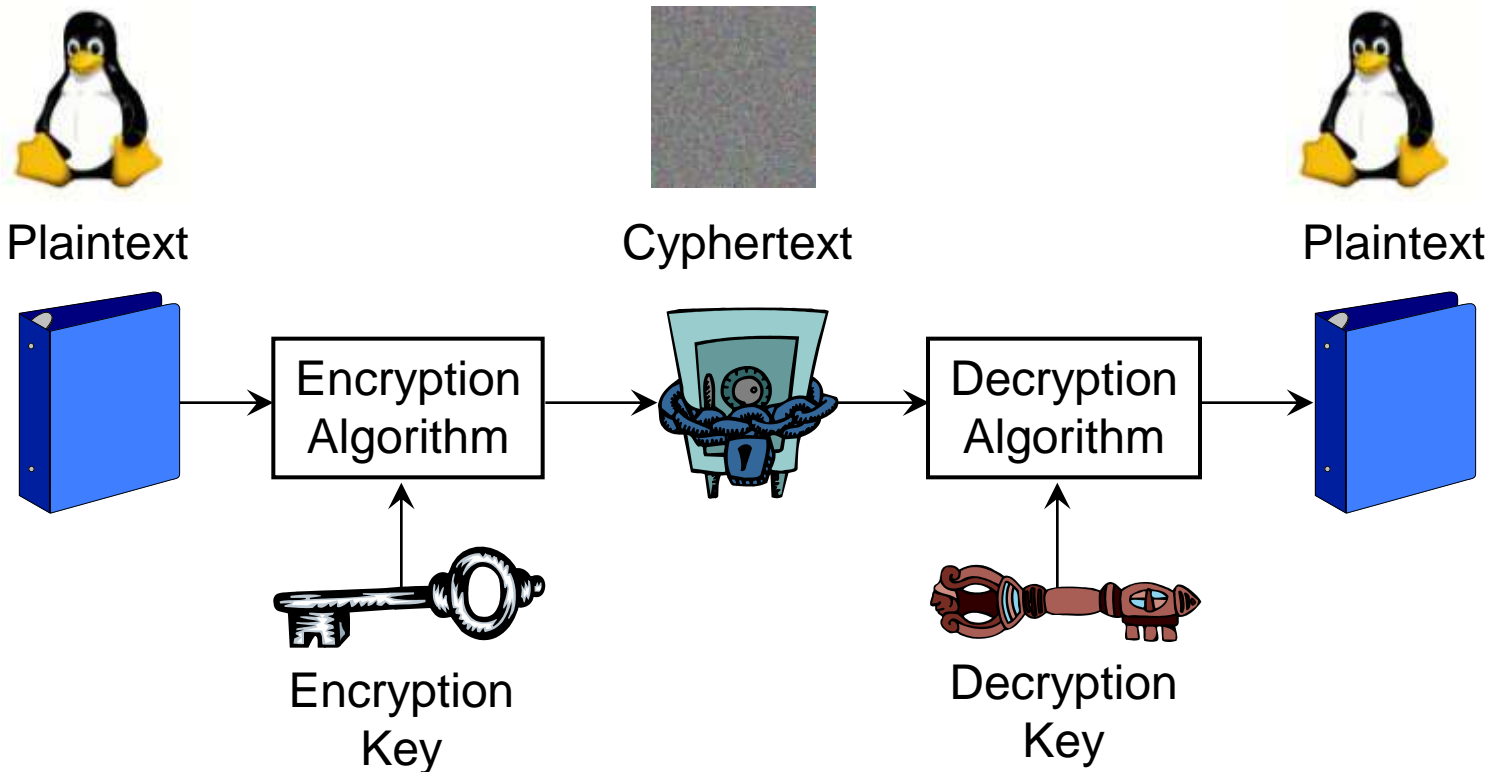 Plaintext
Cyphertext
Plaintext
Encryption
Algorithm
Decryption
Algorithm
Encryption
Key
Decryption
Key